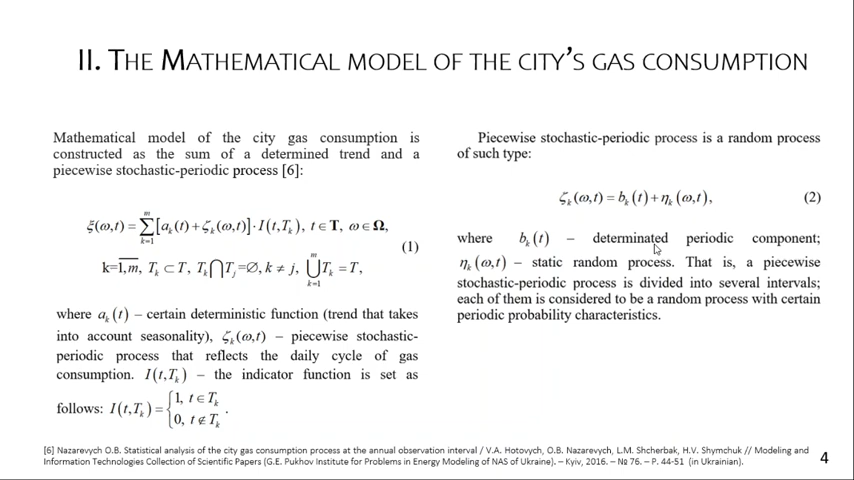 II. THE MATHEMATICAL MODEL OF THE CITY'S GAS CONSUMPTION
Mathematical model of the city gas consumption is
constructed as the sum of a determined trend and a
piecewise stochastic-periodic process [6]:
ξ(ω,t) = ∑_{k=1}^{m} [a_k(t) + ζ_k(ω,t)] · I(t,T_k), t ∈ T, ω ∈ Ω,
(1)
k=\overline{1,m}, T_k ⊂ T, T_k ⋂ T_j = ∅, k ≠ j, ⋃_{k=1}^{m} T_k = T,
where a_k(t) – certain deterministic function (trend that takes
into account seasonality), ζ_k(ω,t) – piecewise stochastic-
periodic process that reflects the daily cycle of gas
consumption. I(t,T_k) – the indicator function is set as
follows: I(t,T_k) = { 1, t ∈ T_k
0, t ∉ T_k .
Piecewise stochastic-periodic process is a random process
of such type:
ζ_k(ω,t) = b_k(t) + η_k(ω,t), (2)
where b_k(t) – determinated periodic component;
η_k(ω,t) – static random process. That is, a piecewise
stochastic-periodic process is divided into several intervals;
each of them is considered to be a random process with certain
periodic probability characteristics.
[6] Nazarevych O.B. Statistical analysis of the city gas consumption process at the annual observation interval / V.A. Hotovych, O.B. Nazarevych, L.M. Shcherbak, H.V. Shymchuk // Modeling and
Information Technologies Collection of Scientific Papers (G.E. Pukhov Institute for Problems in Energy Modeling of NAS of Ukraine). – Kyiv, 2016. – № 76. – P. 44-51 (in Ukrainian).
4